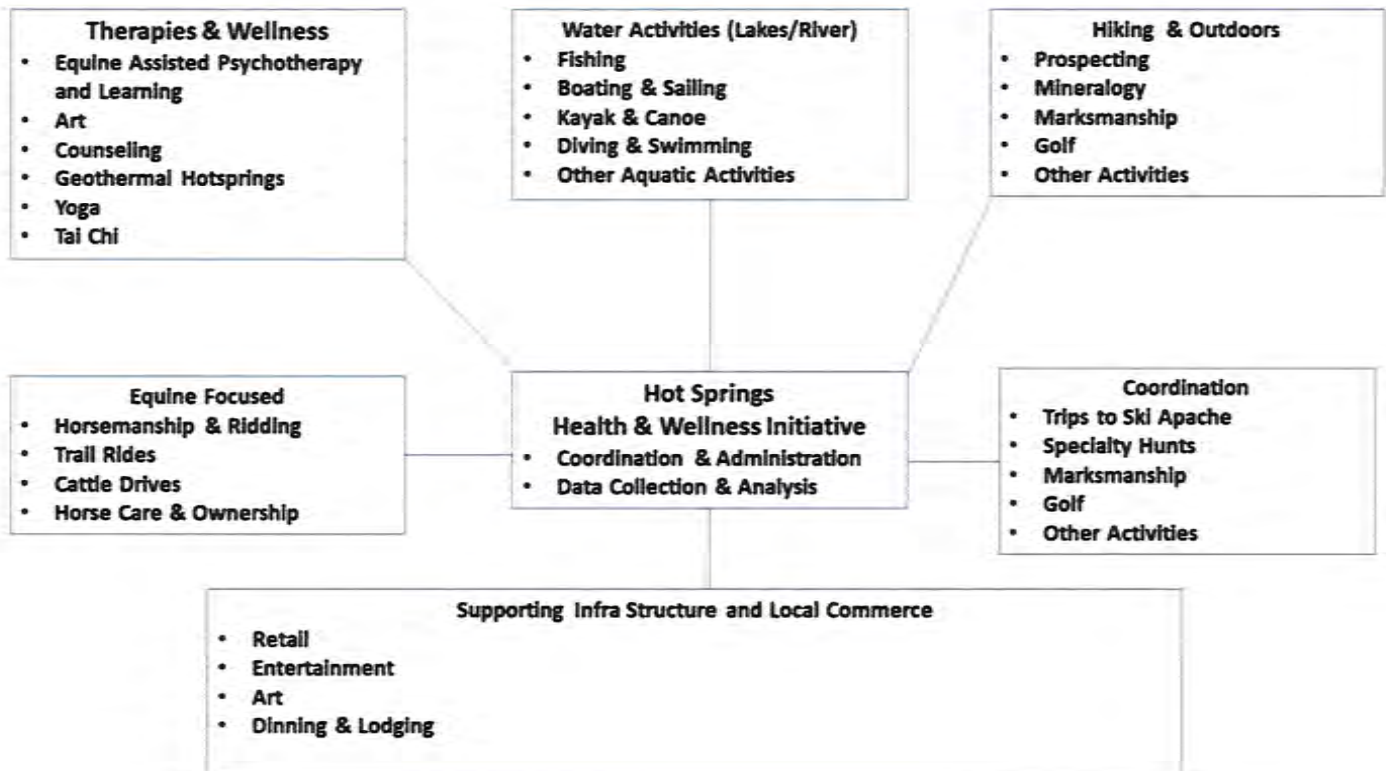 Therapies & Wellness
• Equine Assisted Psychotherapy
and Learning
• Art
• Counseling
• Geothermal Hotsprings
• Yoga
• Tai Chi
Water Activities (Lakes/River)
• Fishing
• Boating & Sailing
• Kayak & Canoe
• Diving & Swimming
• Other Aquatic Activities
Hiking & Outdoors
• Prospecting
• Mineralogy
• Marksmanship
• Golf
• Other Activities
Equine Focused
• Horsemanship & Ridding
• Trail Rides
• Cattle Drives
• Horse Care & Ownership
Hot Springs
Health & Wellness Initiative
• Coordination & Administration
• Data Collection & Analysis
Coordination
• Trips to Ski Apache
• Specialty Hunts
• Marksmanship
• Golf
• Other Activities
Supporting Infra Structure and Local Commerce
• Retail
• Entertainment
• Art
• Dinning & Lodging